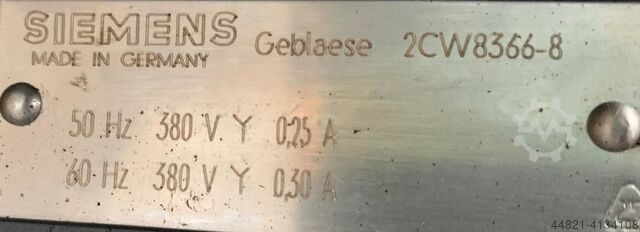 SIEMENS Geblaese 2CW8366-8
MADE IN GERMANY
50 Hz 380 V Y 0,25 A
60 Hz 380 V Y 0,30 A
44821-4134108